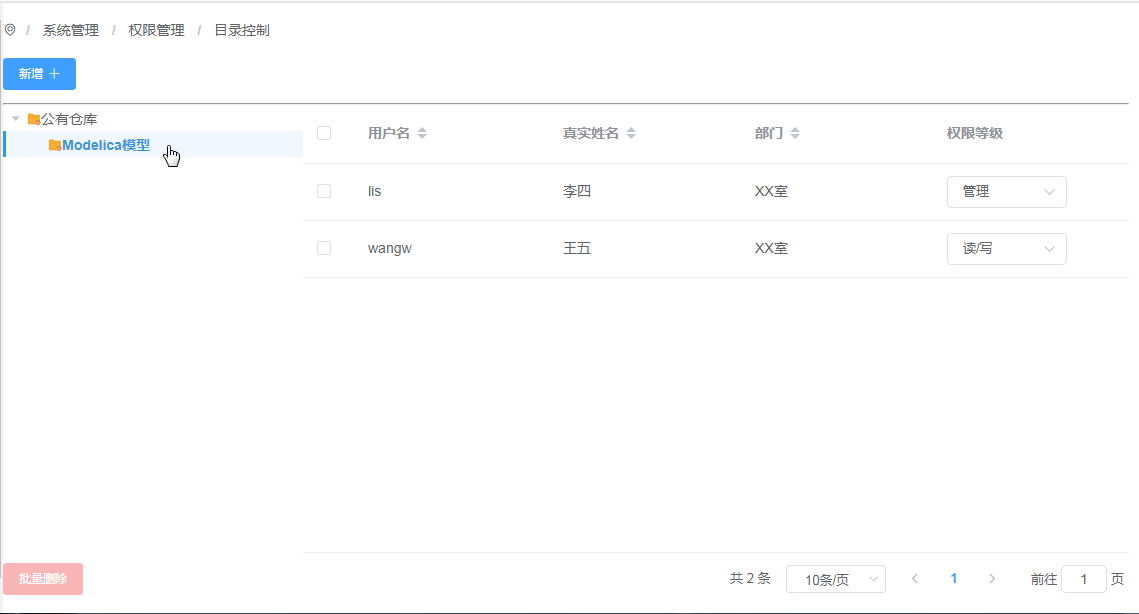 / 系统管理 / 权限管理 / 目录控制
新增 +
公有仓库
Modelica模型
用户名 真实姓名 部门 权限等级
lis 李四 XX室 管理
wangw 王五 XX室 读/写
批量删除 共 2 条 10条/页 < 1 > 前往 1 页